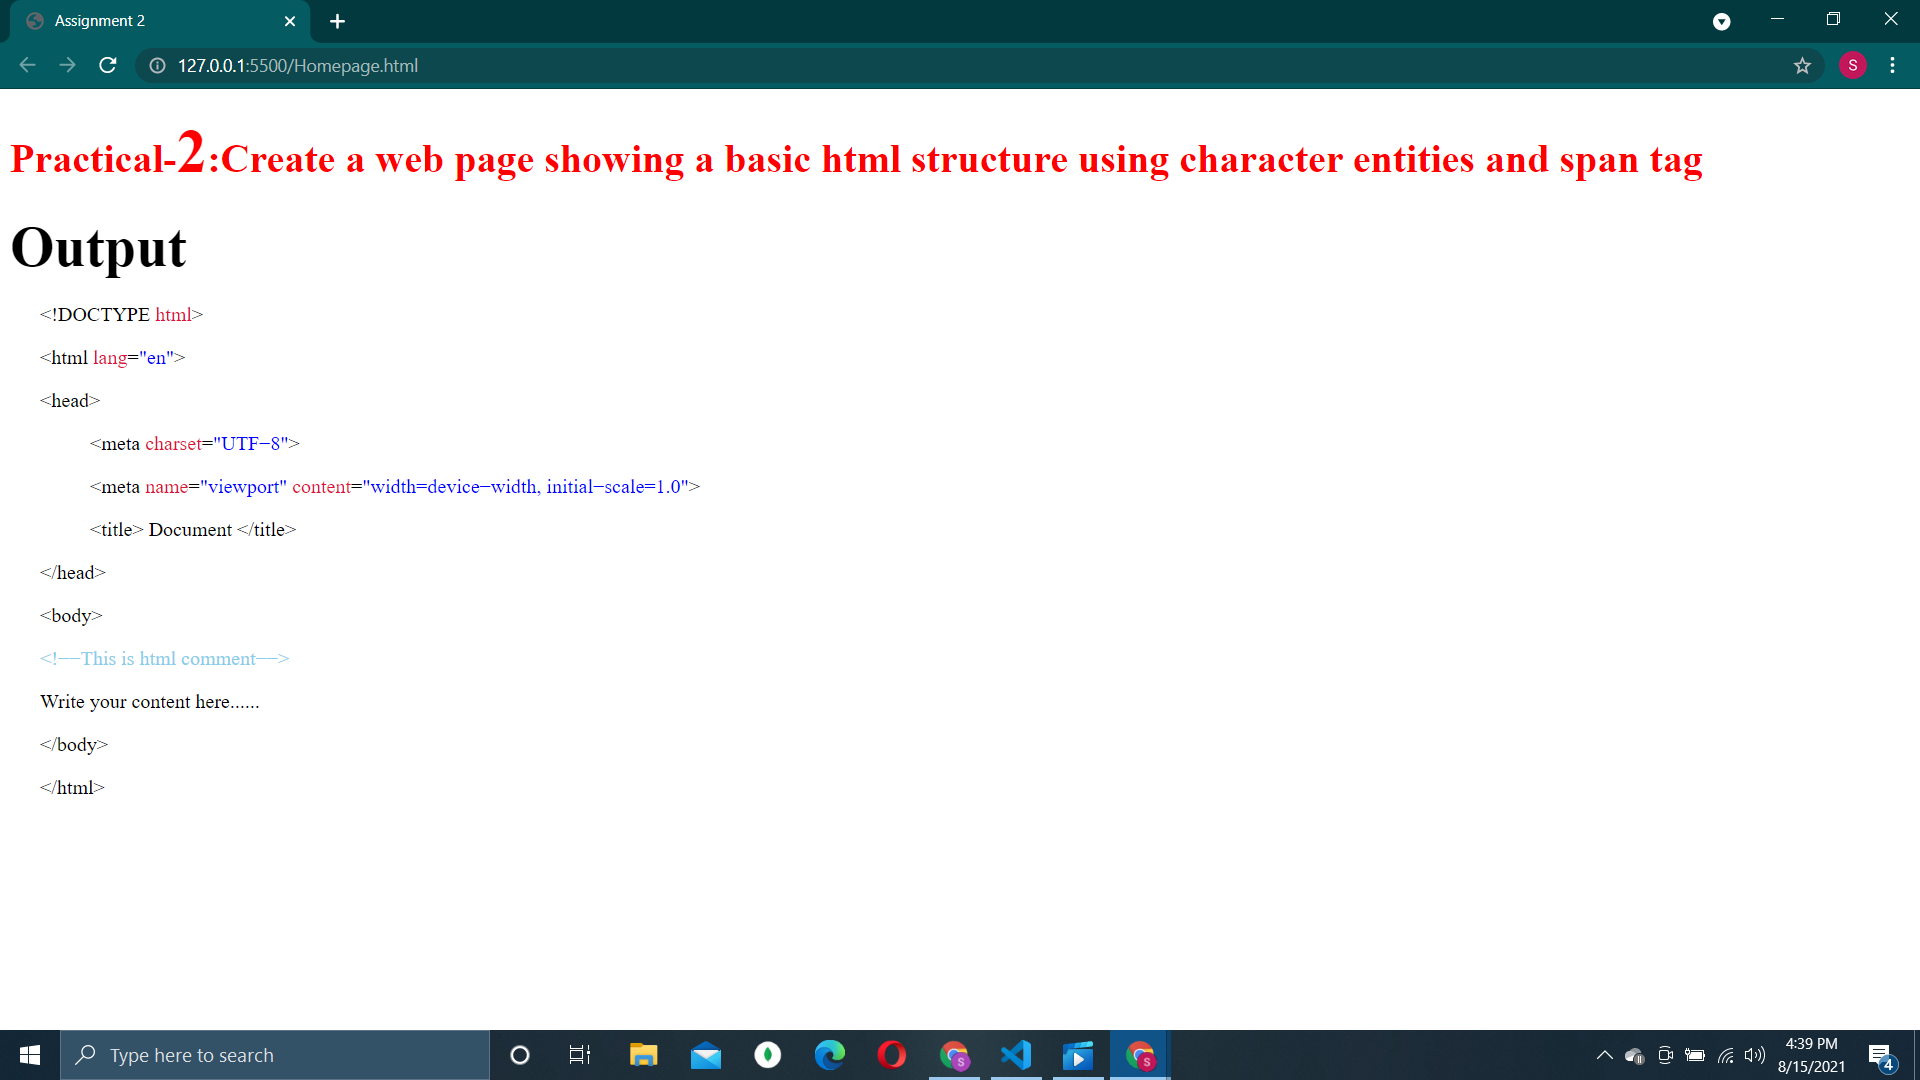 Assignment 2
127.0.0.1:5500/Homepage.html
S
Practical-2:Create a web page showing a basic html structure using character entities and span tag
Output
<!DOCTYPE html>
<html lang="en">
<head>
<meta charset="UTF−8">
<meta name="viewport" content="width=device−width, initial−scale=1.0">
<title> Document </title>
</head>
<body>
<!−−This is html comment−−>
Write your content here......
</body>
</html>
Type here to search
S
S
4:39 PM
8/15/2021
4